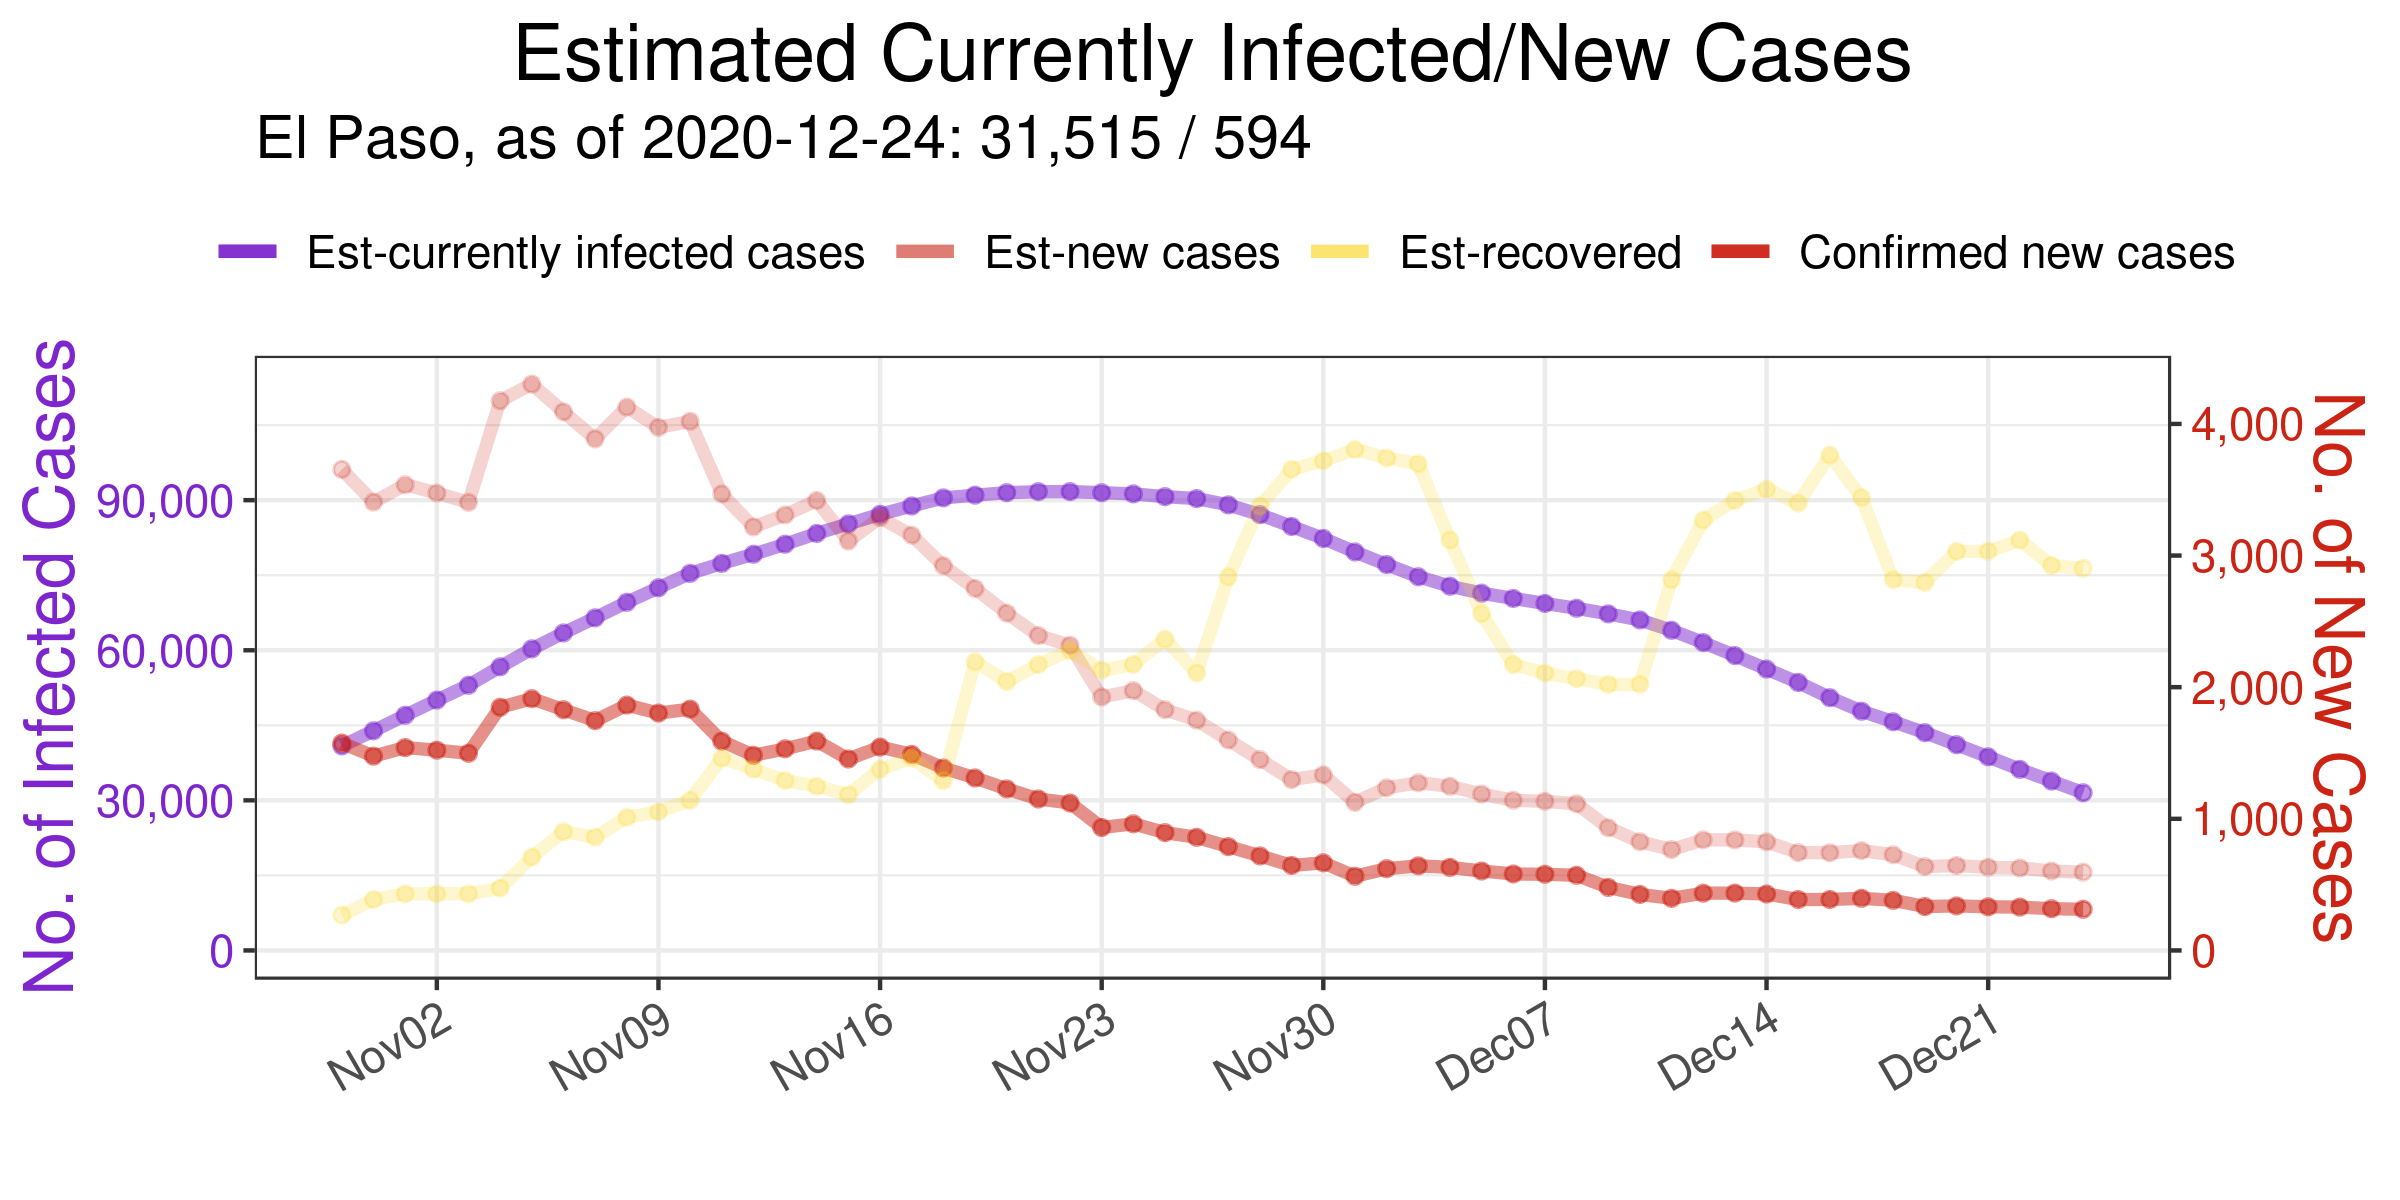 Estimated Currently Infected/New Cases
El Paso, as of 2020-12-24: 31,515 / 594
Est-currently infected cases Est-new cases Est-recovered Confirmed new cases
No. of Infected Cases
90,000
60,000
30,000
0
4,000
3,000
2,000
1,000
0
No. of New Cases
Nov02 Nov09 Nov16 Nov23 Nov30 Dec07 Dec14 Dec21